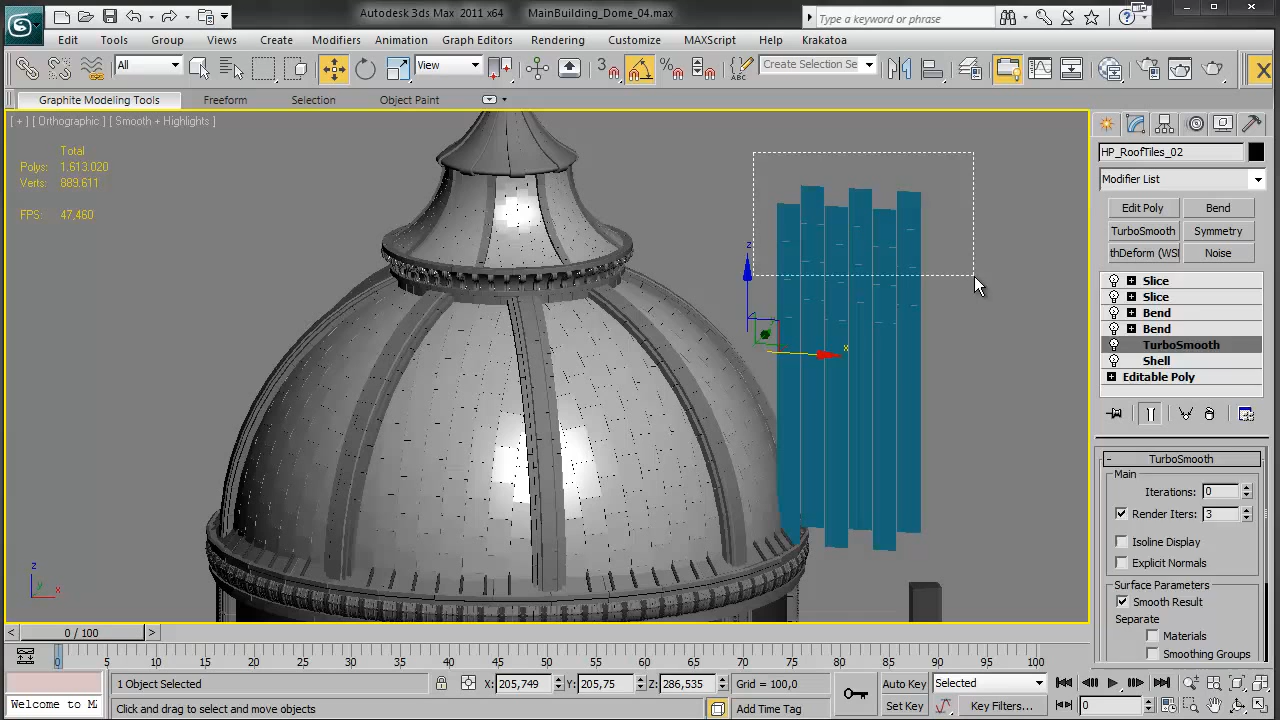 Autodesk 3ds Max 2011 x64 MainBuilding_Dome_04.max
Type a keyword or phrase
Edit Tools Group Views Create Modifiers Animation Graph Editors Rendering Customize MAXScript Help Krakatoa
All View 3 Create Selection Se
Graphite Modeling Tools Freeform Selection Object Paint
[ + ] [ Orthographic ] [ Smooth + Highlights ]
Total
Polys: 1,613.020
Verts: 889,611
FPS: 47,460
z
x
z
y
x
HP_RoofTiles_02
Modifier List
Edit Poly Bend
TurboSmooth Symmetry
hDeform (WSI Noise
Slice
Slice
Bend
Bend
TurboSmooth
Shell
Editable Poly
TurboSmooth
Main
Iterations: 0
Render Iters: 3
Isoline Display
Explicit Normals
Surface Parameters
Smooth Result
Separate
Materials
Smoothing Groups
0 / 100
0 5 10 15 20 25 30 35 40 45 50 55 60 65 70 75 80 85 90 95 100
1 Object Selected X: 205,749 Y: 205,75 Z: 286,535 Grid = 100,0 Auto Key Selected
Welcome to MA Click and drag to select and move objects Add Time Tag Set Key Key Filters... 0